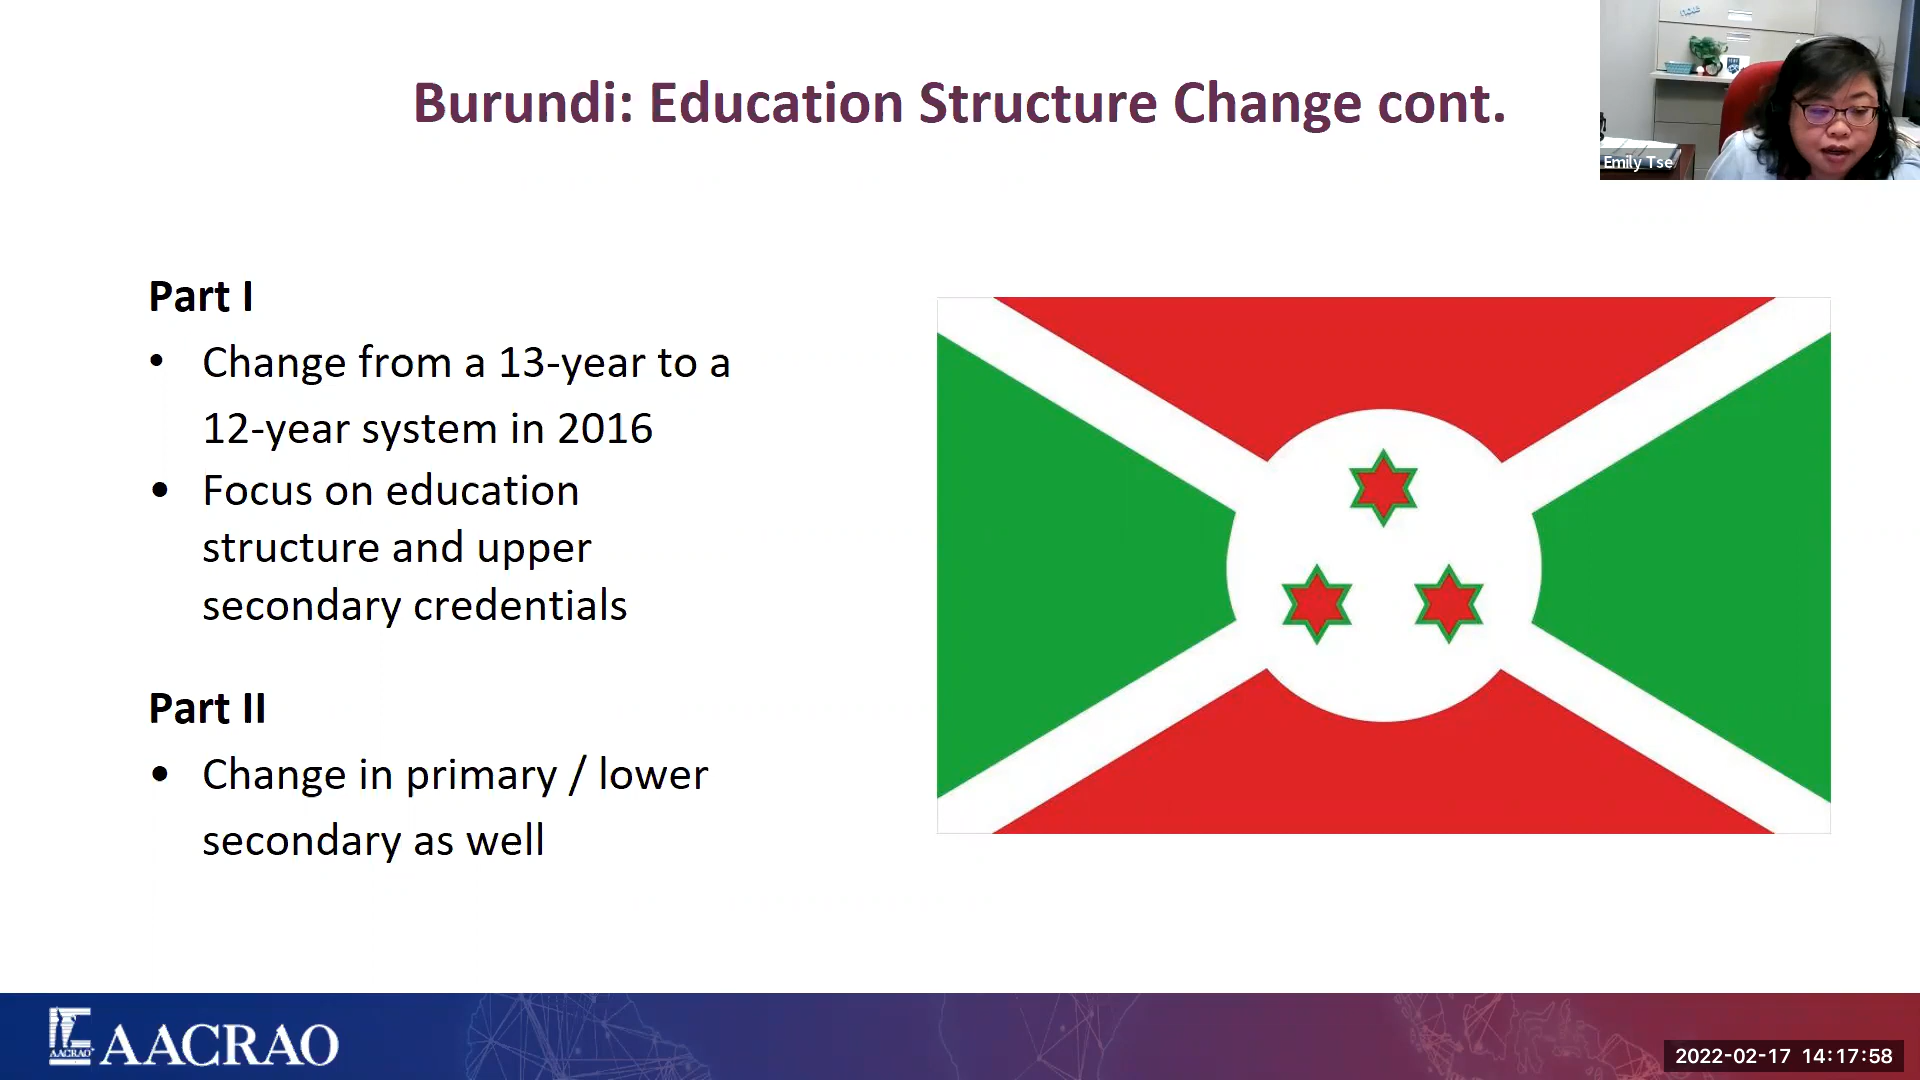 Burundi: Education Structure Change cont.
Emily Tse
Part I
• Change from a 13-year to a
12-year system in 2016
• Focus on education
structure and upper
secondary credentials
Part II
• Change in primary / lower
secondary as well
AACRAO
AACRAO
2022-02-17 14:17:58